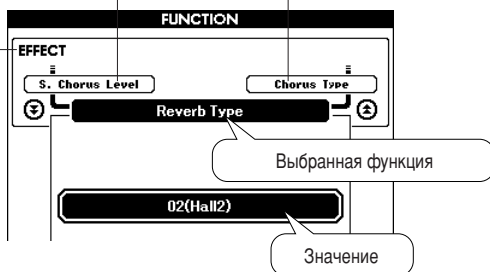 FUNCTION
EFFECT
S. Chorus Level
Chorus Type
Reverb Type
Выбранная функция
02(Hall2)
Значение